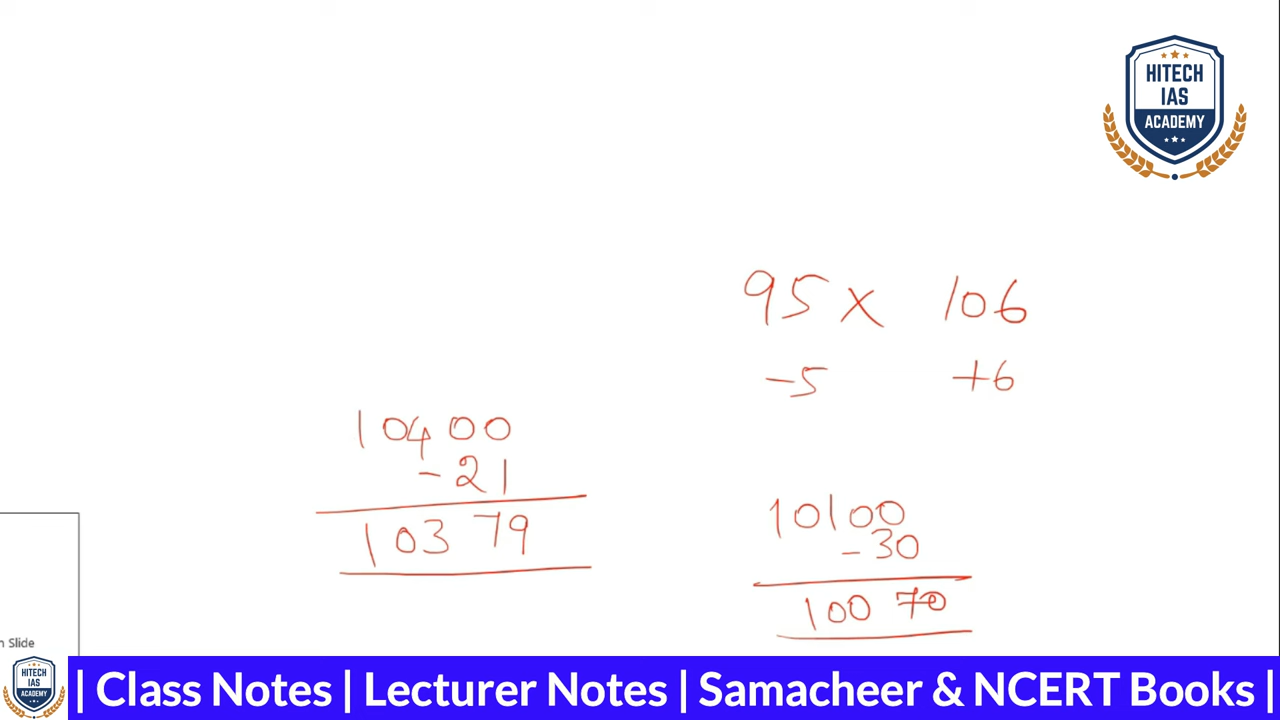 HITECH
IAS
ACADEMY
95 x 106
-5 +6
10400
-21
10379
10100
-30
10070
n Slide
HITECH
IAS
ACADEMY
| Class Notes | Lecturer Notes | Samacheer & NCERT Books |